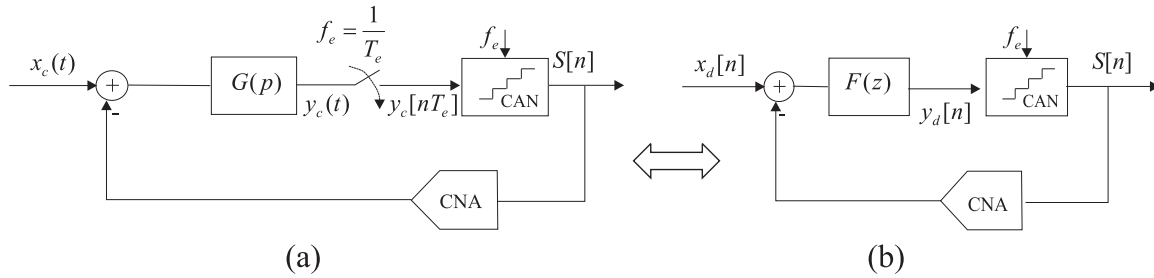 x_c(t)
+
-
G(p)
y_c(t)
f_e = 1/T_e
y_c[nT_e]
f_e
CAN
S[n]
CNA
(a)
x_d[n]
+
-
F(z)
y_d[n]
f_e
CAN
S[n]
CNA
(b)